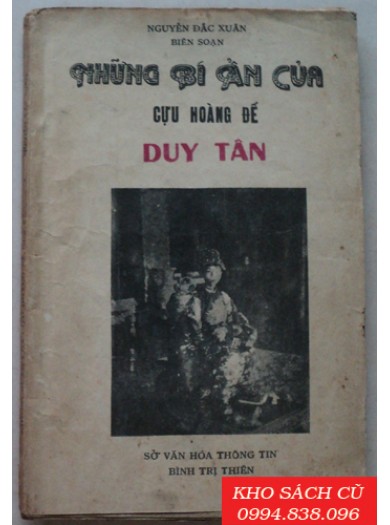 NGUYỄN ĐẮC XUÂN
BIÊN SOẠN
NHỮNG BÍ ẨN CỦA
CỰU HOÀNG ĐẾ
DUY TÂN
SỞ VĂN HÓA THÔNG TIN
BÌNH TRỊ THIÊN
KHO SÁCH CŨ
0994.838.096